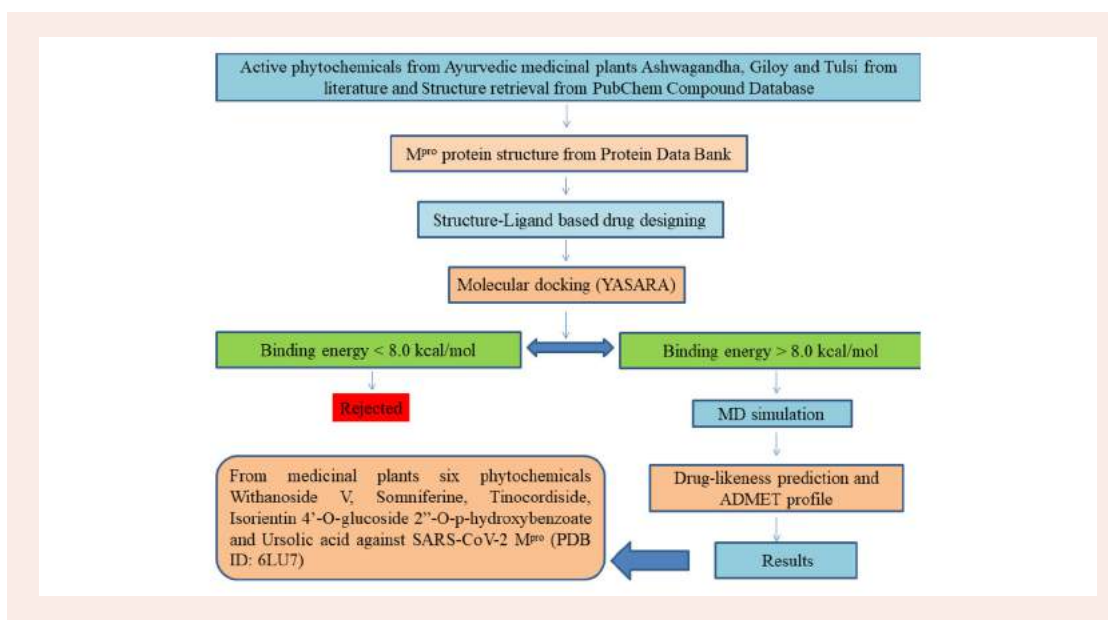 Active phytochemicals from Ayurvedic medicinal plants Ashwagandha, Giloy and Tulsi from
literature and Structure retrieval from PubChem Compound Database
Mᵖʳᵒ protein structure from Protein Data Bank
Structure-Ligand based drug designing
Molecular docking (YASARA)
Binding energy < 8.0 kcal/mol
Binding energy > 8.0 kcal/mol
Rejected
MD simulation
Drug-likeness prediction and
ADMET profile
Results
From medicinal plants six phytochemicals
Withanoside V, Somniferine, Tinocordiside,
Isorientin 4’-O-glucoside 2”-O-p-hydroxybenzoate
and Ursolic acid against SARS-CoV-2 Mᵖʳᵒ (PDB
ID: 6LU7)